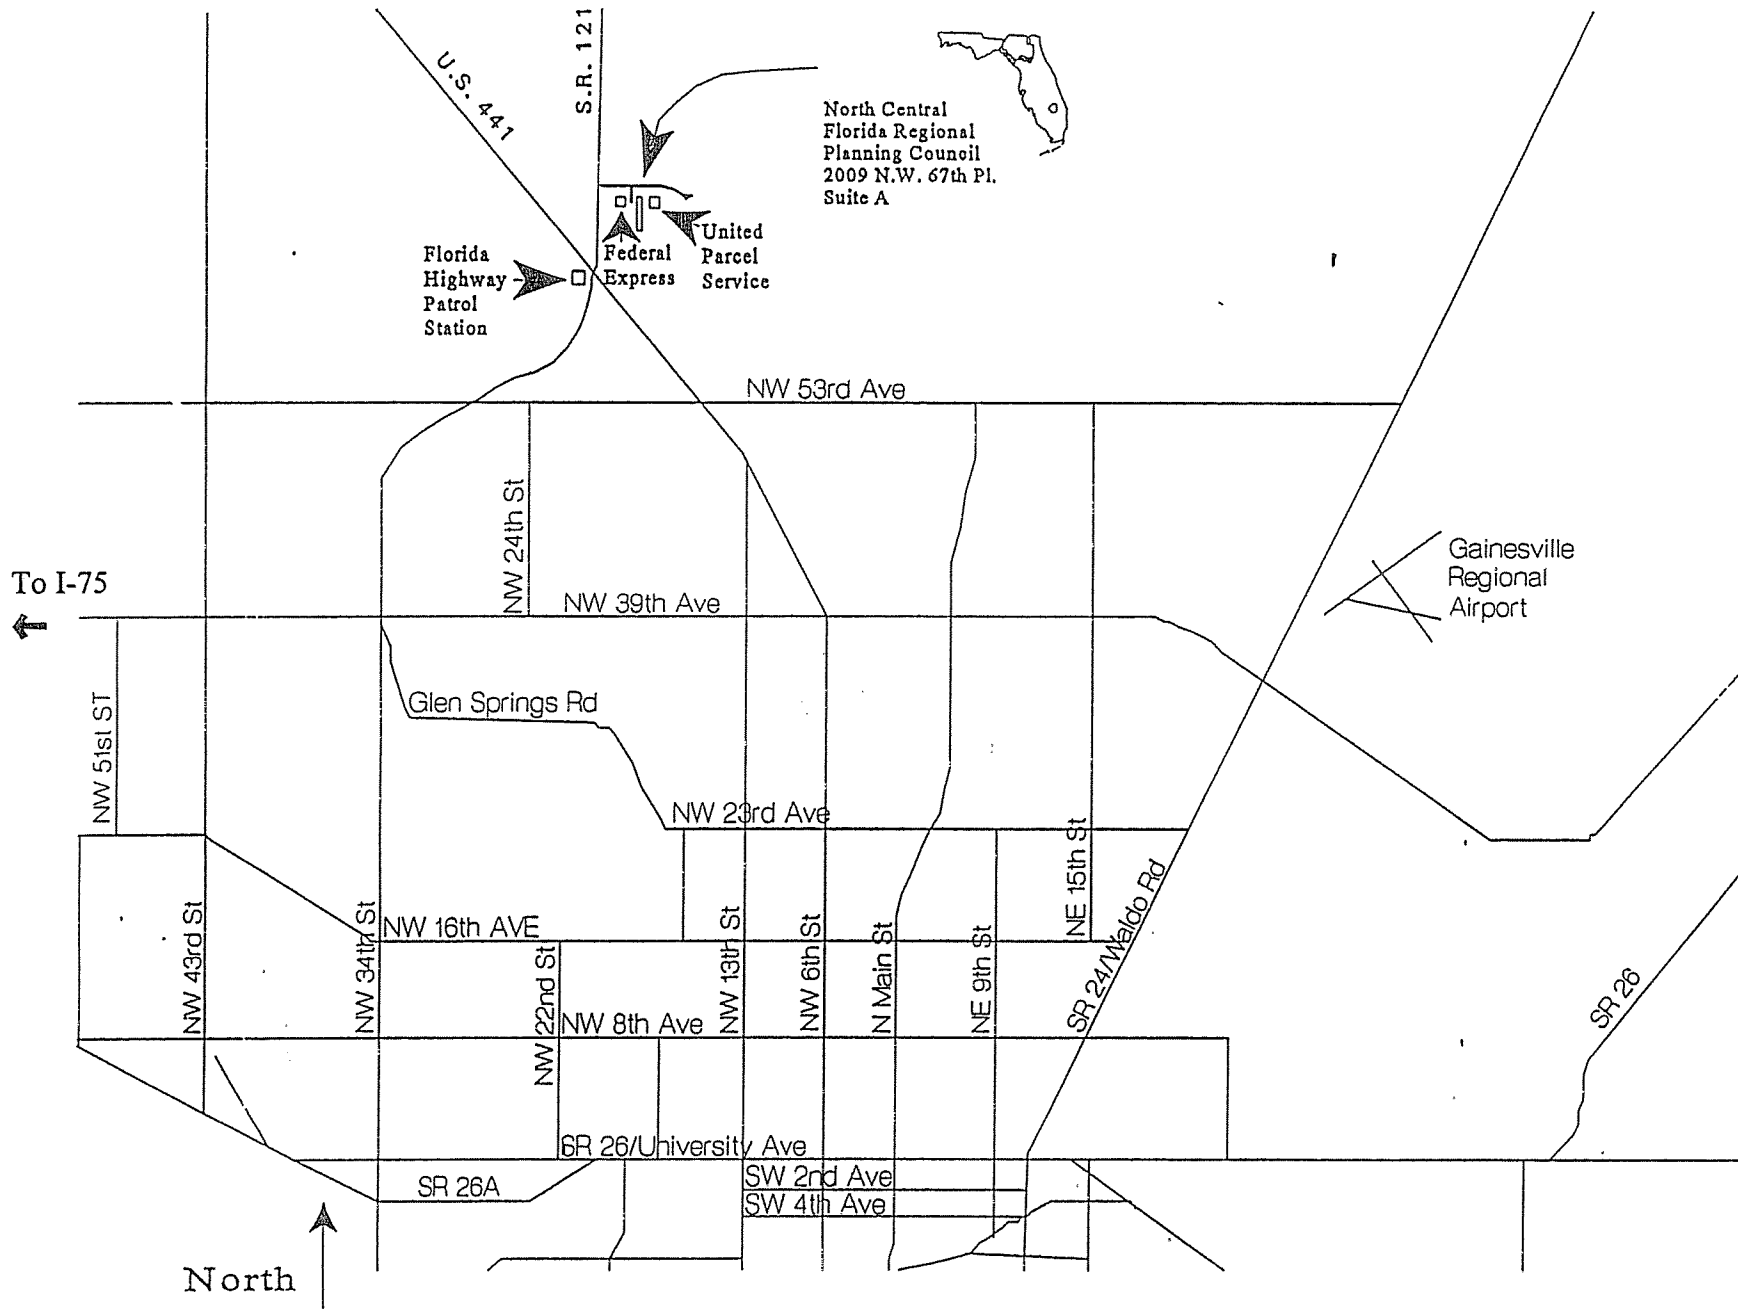 U.S. 441
S.R. 121
North Central
Florida Regional
Planning Council
2009 N.W. 67th Pl.
Suite A
United
Parcel
Service
Federal
Express
Florida
Highway
Patrol
Station
NW 53rd Ave
NW 24th St
To I-75
NW 39th Ave
Gainesville
Regional
Airport
NW 51st ST
Glen Springs Rd
NW 23rd Ave
NE 15th St
SR 24/Waldo Rd
NW 43rd St
NW 34th St
NW 16th AVE
NW 22nd St
NW 13th St
NW 6th St
N Main St
NE 9th St
SR 26
NW 8th Ave
SR 26/University Ave
SR 26A
SW 2nd Ave
SW 4th Ave
North